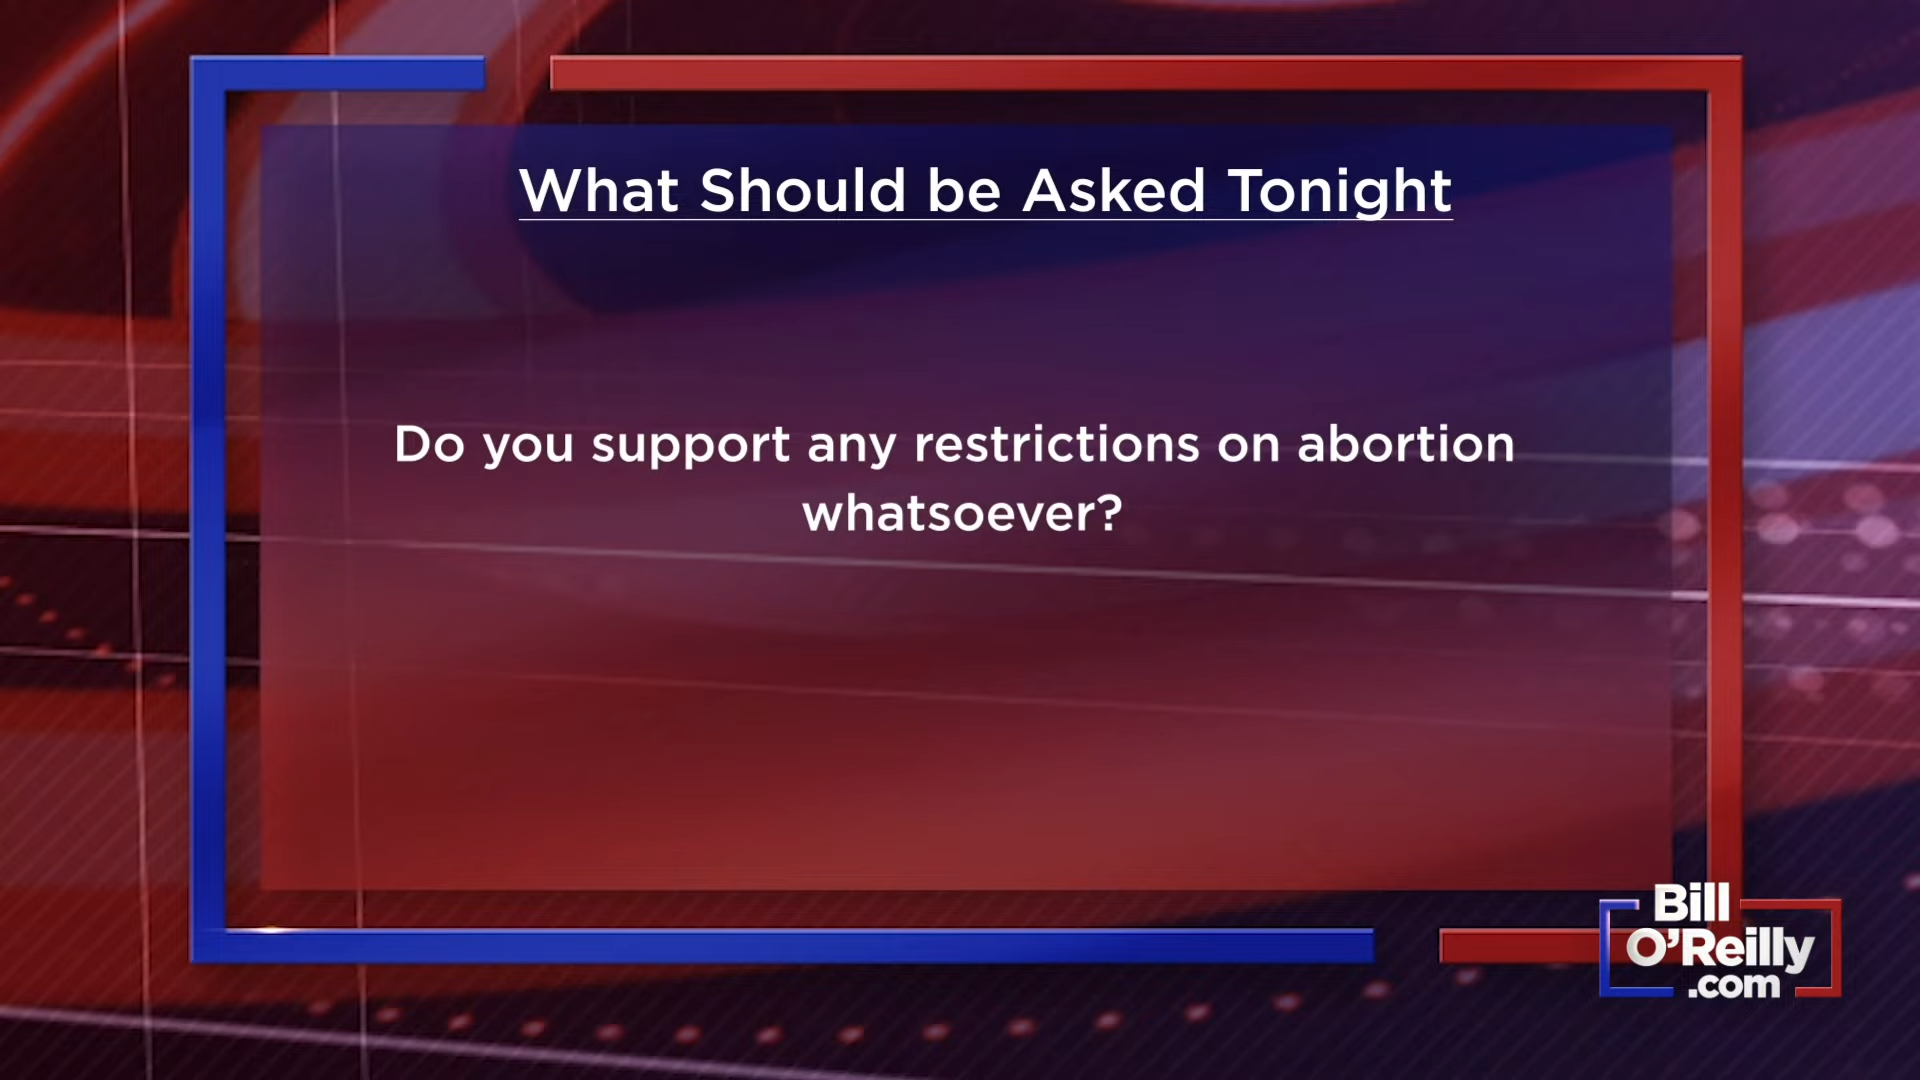 What Should be Asked Tonight
Do you support any restrictions on abortion
whatsoever?
Bill
O'Reilly
.com